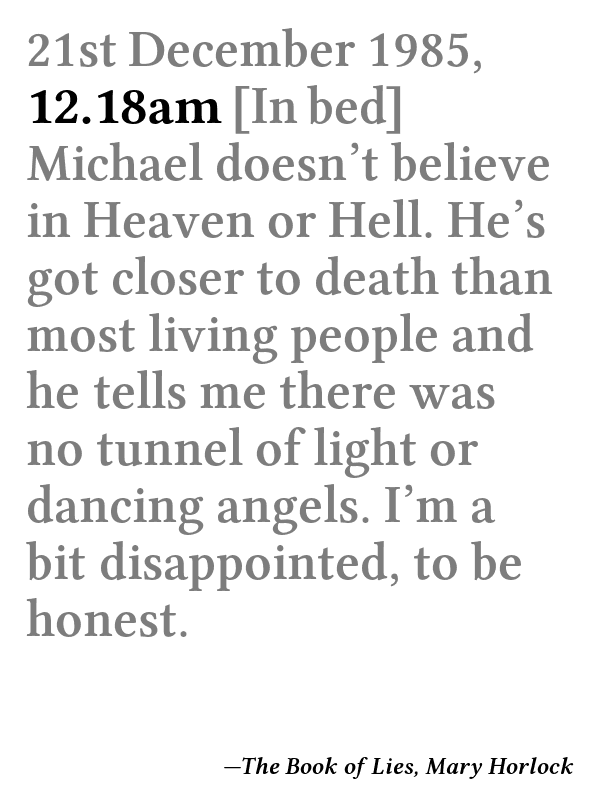 21st December 1985,
12.18am [In bed]
Michael doesn’t believe
in Heaven or Hell. He’s
got closer to death than
most living people and
he tells me there was
no tunnel of light or
dancing angels. I’m a
bit disappointed, to be
honest.
—The Book of Lies, Mary Horlock